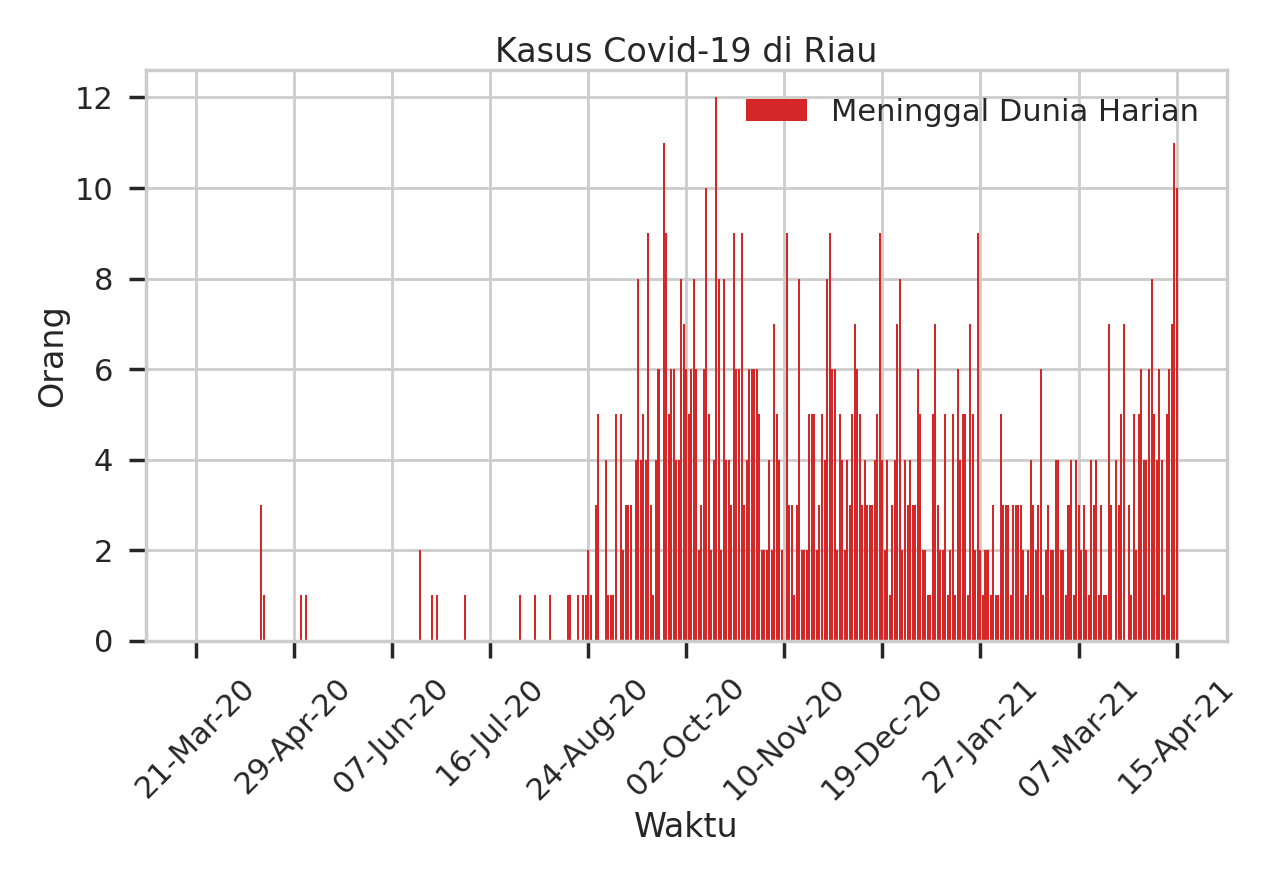 Kasus Covid-19 di Riau
Meninggal Dunia Harian
Orang
12
10
8
6
4
2
0
21-Mar-20
29-Apr-20
07-Jun-20
16-Jul-20
24-Aug-20
02-Oct-20
10-Nov-20
19-Dec-20
27-Jan-21
07-Mar-21
15-Apr-21
Waktu